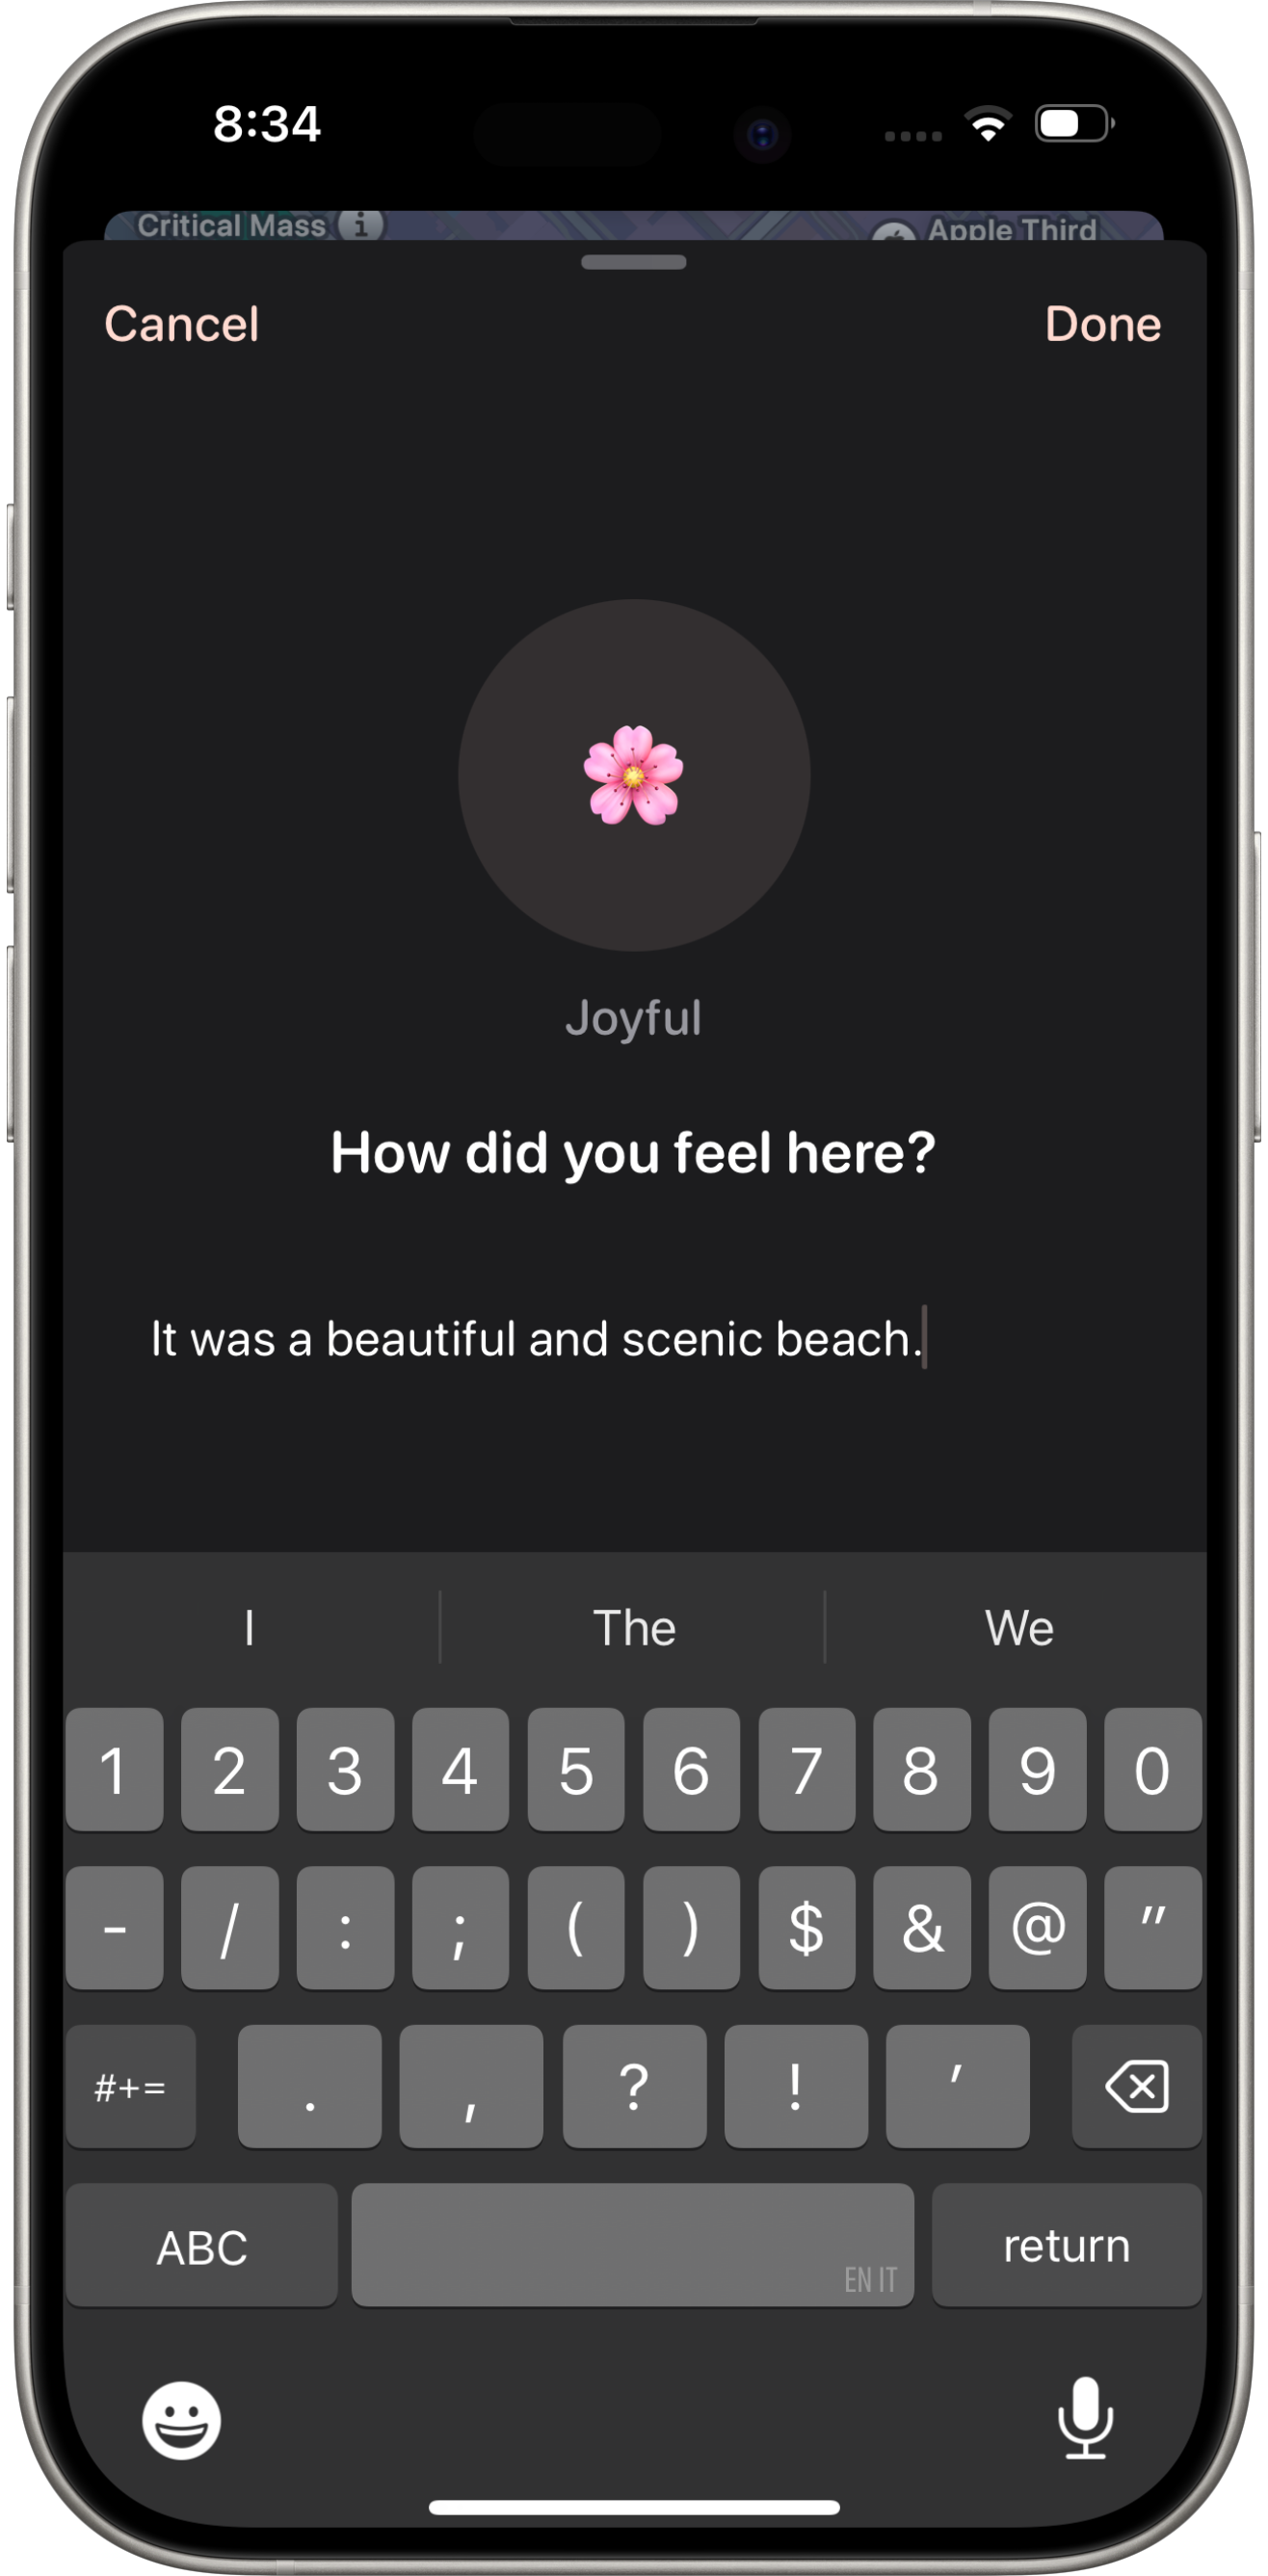 8:34
Critical Mass
Apple Third
Cancel
Done
Joyful
How did you feel here?
It was a beautiful and scenic beach.
I The We
1 2 3 4 5 6 7 8 9 0
- / : ; ( ) $ & @ "
#+= . , ? ! '
ABC EN IT return